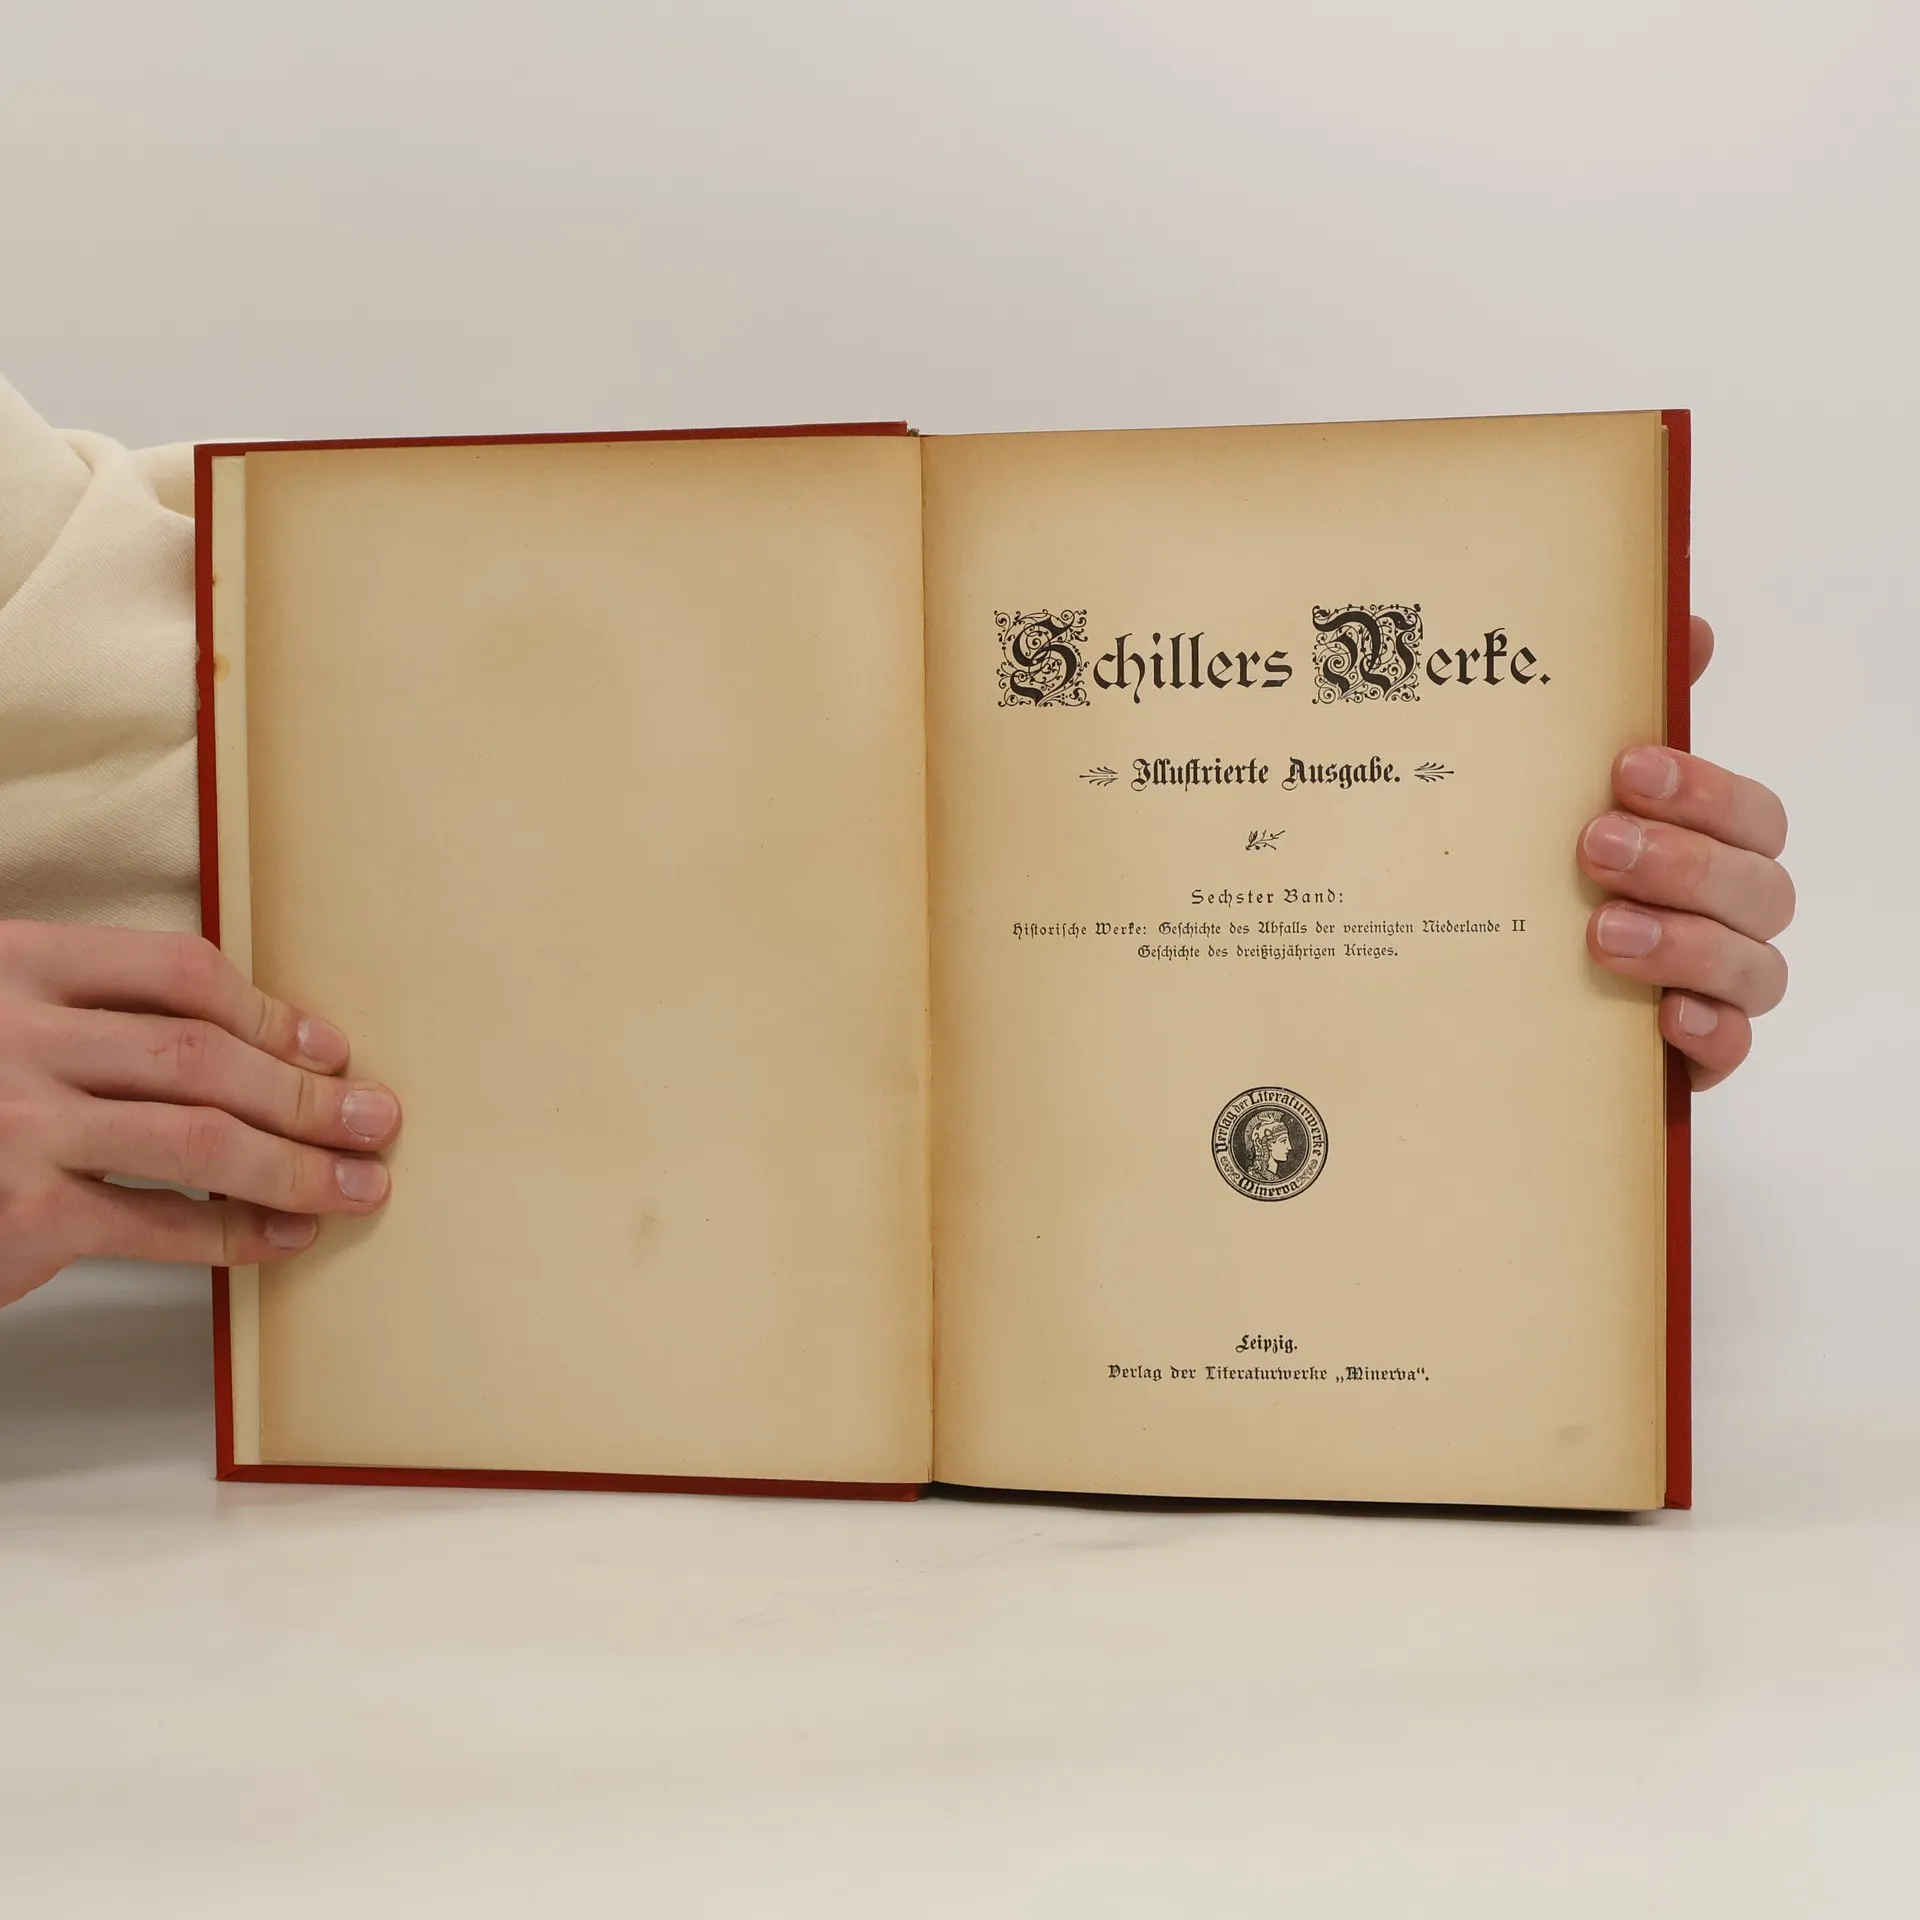 Schillers Werke.
Illustrierte Ausgabe.
Sechster Band:
Historische Werke: Geschichte des Abfalls der vereinigten Niederlande II
Geschichte des dreißigjährigen Krieges.
Verlag der Literaturwerke
Minerva
Leipzig.
Verlag der Literaturwerke „Minerva“.